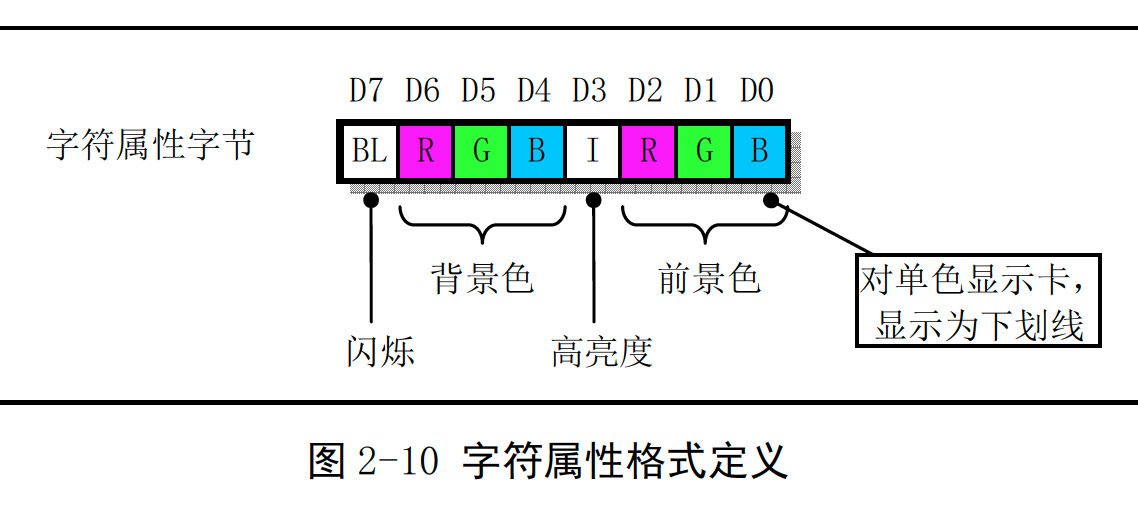 D7 D6 D5 D4 D3 D2 D1 D0
字符属性字节 BL R G B I R G B
背景色 前景色 对单色显示卡，
显示为下划线
闪烁 高亮度
图 2-10 字符属性格式定义